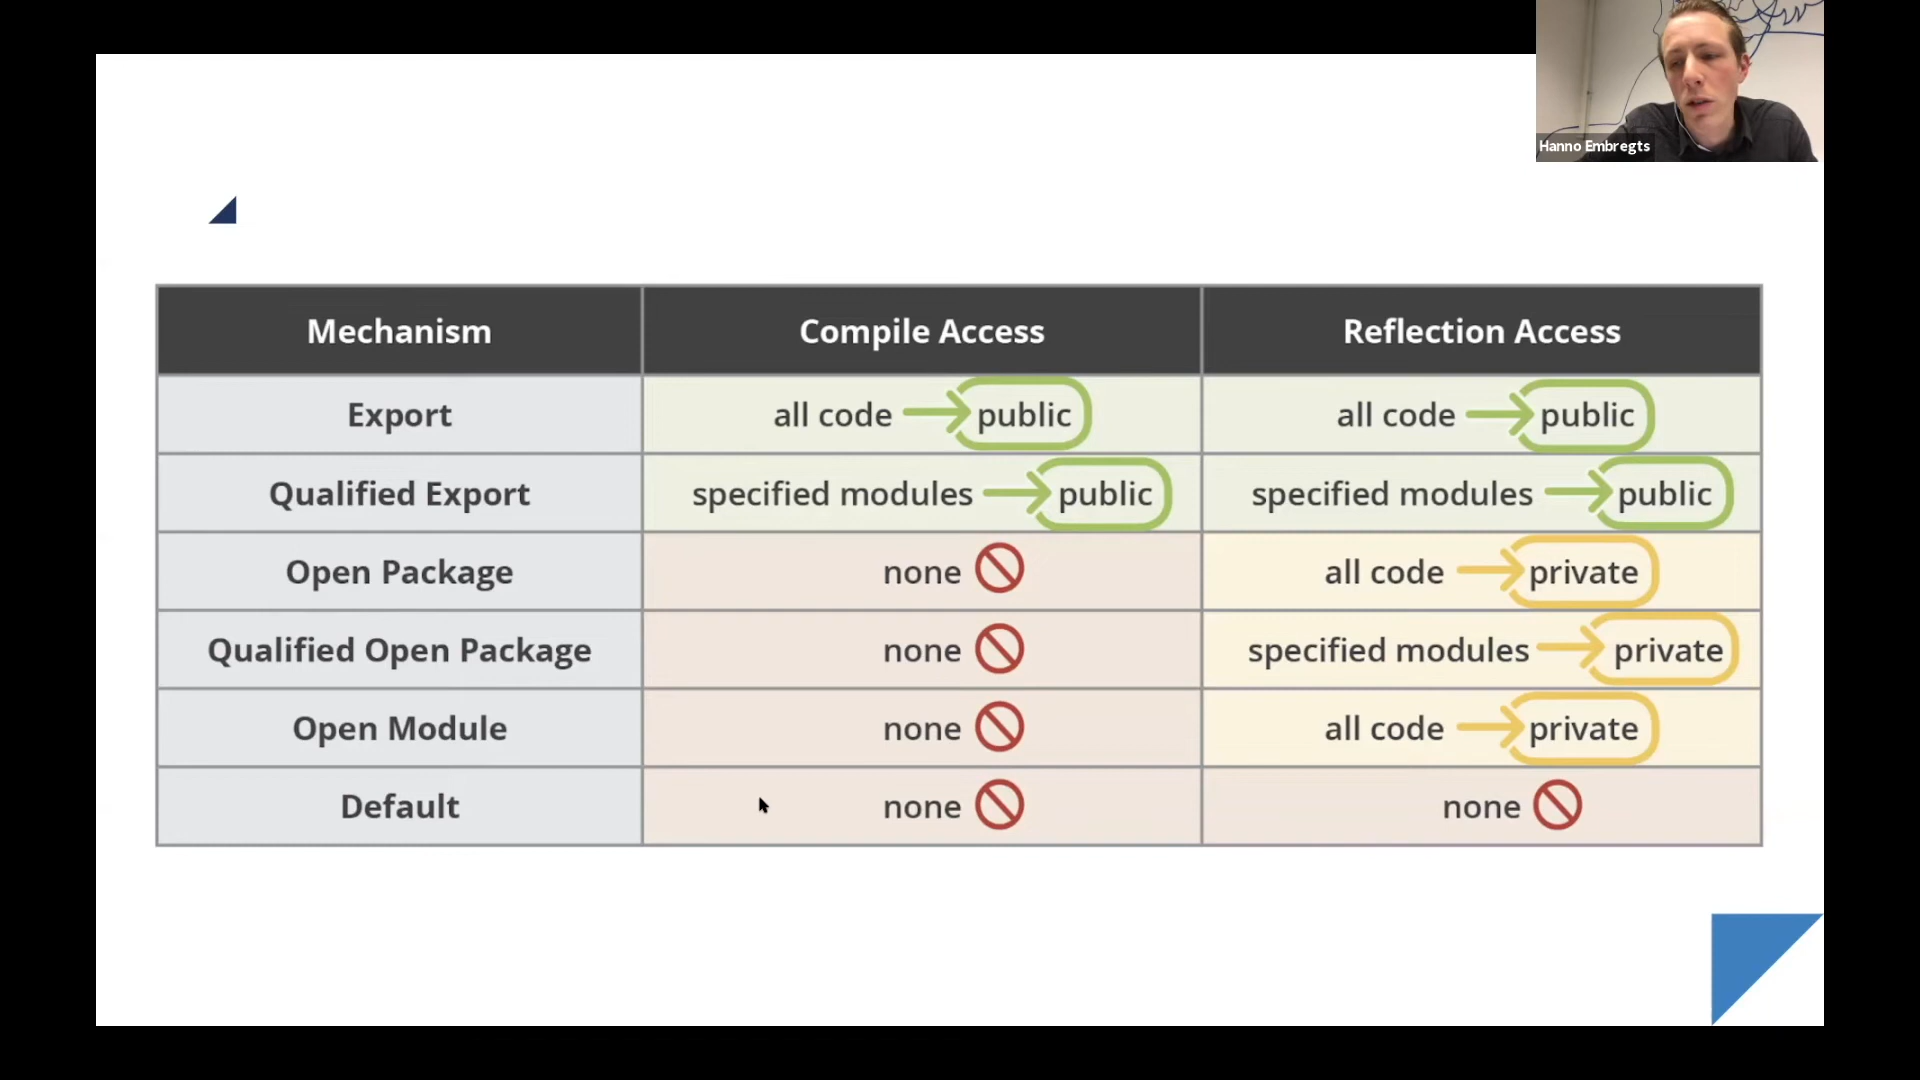 Hanno Embregts
Mechanism Compile Access Reflection Access
Export all code public all code public
Qualified Export specified modules public specified modules public
Open Package none all code private
Qualified Open Package none specified modules private
Open Module none all code private
Default none none